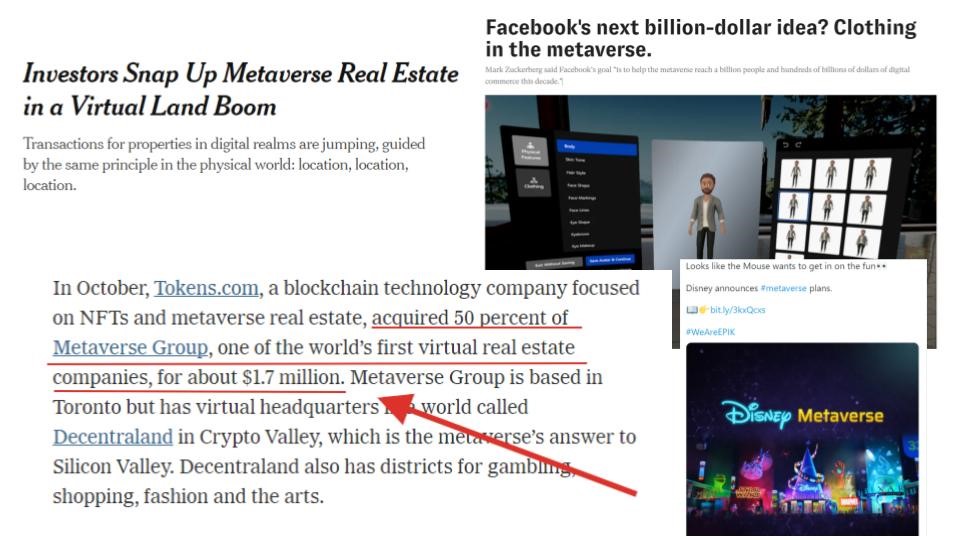 Investors Snap Up Metaverse Real Estate
in a Virtual Land Boom
Transactions for properties in digital realms are jumping, guided
by the same principle in the physical world: location, location,
location.
Facebook's next billion-dollar idea? Clothing
in the metaverse.
Mark Zuckerberg said Facebook's goal "is to help the metaverse reach a billion people and hundreds of billions of dollars of digital
commerce this decade."
Physical
Features
Clothing
Body
Skin Tone
Hair Style
Face Shape
Face Markings
Face Lines
Eye Shape
Eyebrows
Eye Makeup
Exit Without Saving
Save Avatar & Continue
In October, Tokens.com, a blockchain technology company focused
on NFTs and metaverse real estate, acquired 50 percent of
Metaverse Group, one of the world's first virtual real estate
companies, for about $1.7 million. Metaverse Group is based in
Toronto but has virtual headquarters in a world called
Decentraland in Crypto Valley, which is the metaverse's answer to
Silicon Valley. Decentraland also has districts for gambling,
shopping, fashion and the arts.
Looks like the Mouse wants to get in on the fun👀
Disney announces #metaverse plans.
📖👉bit.ly/3kxQcxs
#WeAreEPIK
Disney Metaverse
Disney
MARVEL